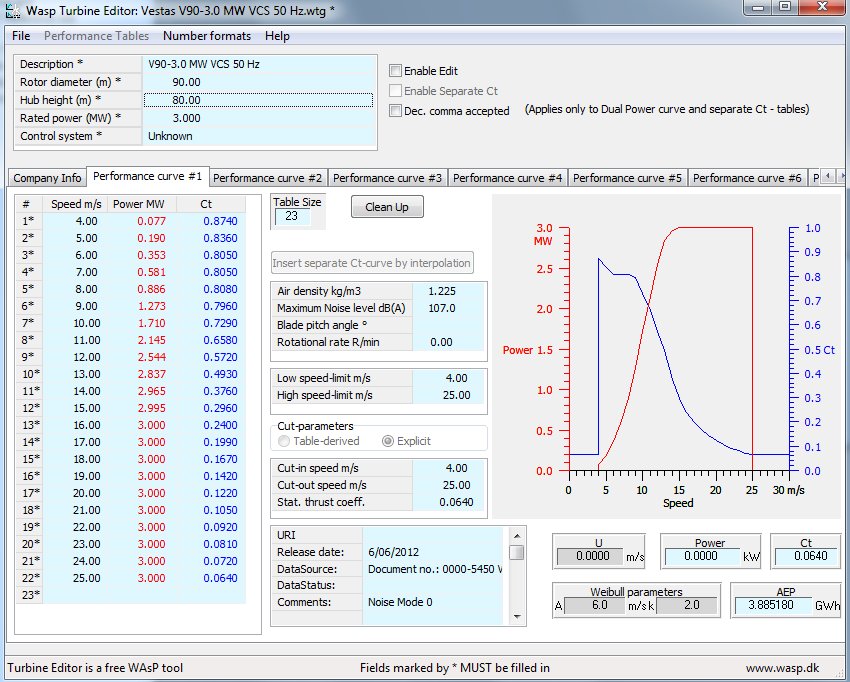 Wasp Turbine Editor: Vestas V90-3.0 MW VCS 50 Hz.wtg *
File Performance Tables Number formats Help
Description * V90-3.0 MW VCS 50 Hz
Rotor diameter (m) * 90.00
Hub height (m) * 80.00
Rated power (MW) * 3.000
Control system * Unknown
Enable Edit
Enable Separate Ct
Dec. comma accepted (Applies only to Dual Power curve and separate Ct - tables)
Company Info Performance curve #1 Performance curve #2 Performance curve #3 Performance curve #4 Performance curve #5 Performance curve #6 P
# Speed m/s Power MW Ct
1* 4.00 0.077 0.8740
2* 5.00 0.190 0.8360
3* 6.00 0.353 0.8050
4* 7.00 0.581 0.8050
5* 8.00 0.886 0.8080
6* 9.00 1.273 0.7960
7* 10.00 1.710 0.7290
8* 11.00 2.145 0.6580
9* 12.00 2.544 0.5720
10* 13.00 2.837 0.4930
11* 14.00 2.965 0.3760
12* 15.00 2.995 0.2960
13* 16.00 3.000 0.2400
14* 17.00 3.000 0.1990
15* 18.00 3.000 0.1670
16* 19.00 3.000 0.1420
17* 20.00 3.000 0.1220
18* 21.00 3.000 0.1050
19* 22.00 3.000 0.0920
20* 23.00 3.000 0.0810
21* 24.00 3.000 0.0720
22* 25.00 3.000 0.0640
23*
Table Size
23
Clean Up
Insert separate Ct-curve by interpolation
Air density kg/m3 1.225
Maximum Noise level dB(A) 107.0
Blade pitch angle °
Rotational rate R/min 0.00
Low speed-limit m/s 4.00
High speed-limit m/s 25.00
Cut-parameters
Table-derived Explicit
Cut-in speed m/s 4.00
Cut-out speed m/s 25.00
Stat. thrust coeff. 0.0640
URI
Release date: 6/06/2012
DataSource: Document no.: 0000-5450 V
DataStatus:
Comments: Noise Mode 0
3.0
MW
2.5
2.0
Power 1.5
1.0
0.5
0.0
1.0
0.9
0.8
0.7
0.6
0.5 Ct
0.4
0.3
0.2
0.1
0.0
0 5 10 15 20 25 30 m/s
Speed
U
0.0000 m/s
Power
0.0000 kW
Ct
0.0640
Weibull parameters
A 6.0 m/s k 2.0
AEP
3.885180 GWh
Turbine Editor is a free WAsP tool Fields marked by * MUST be filled in www.wasp.dk